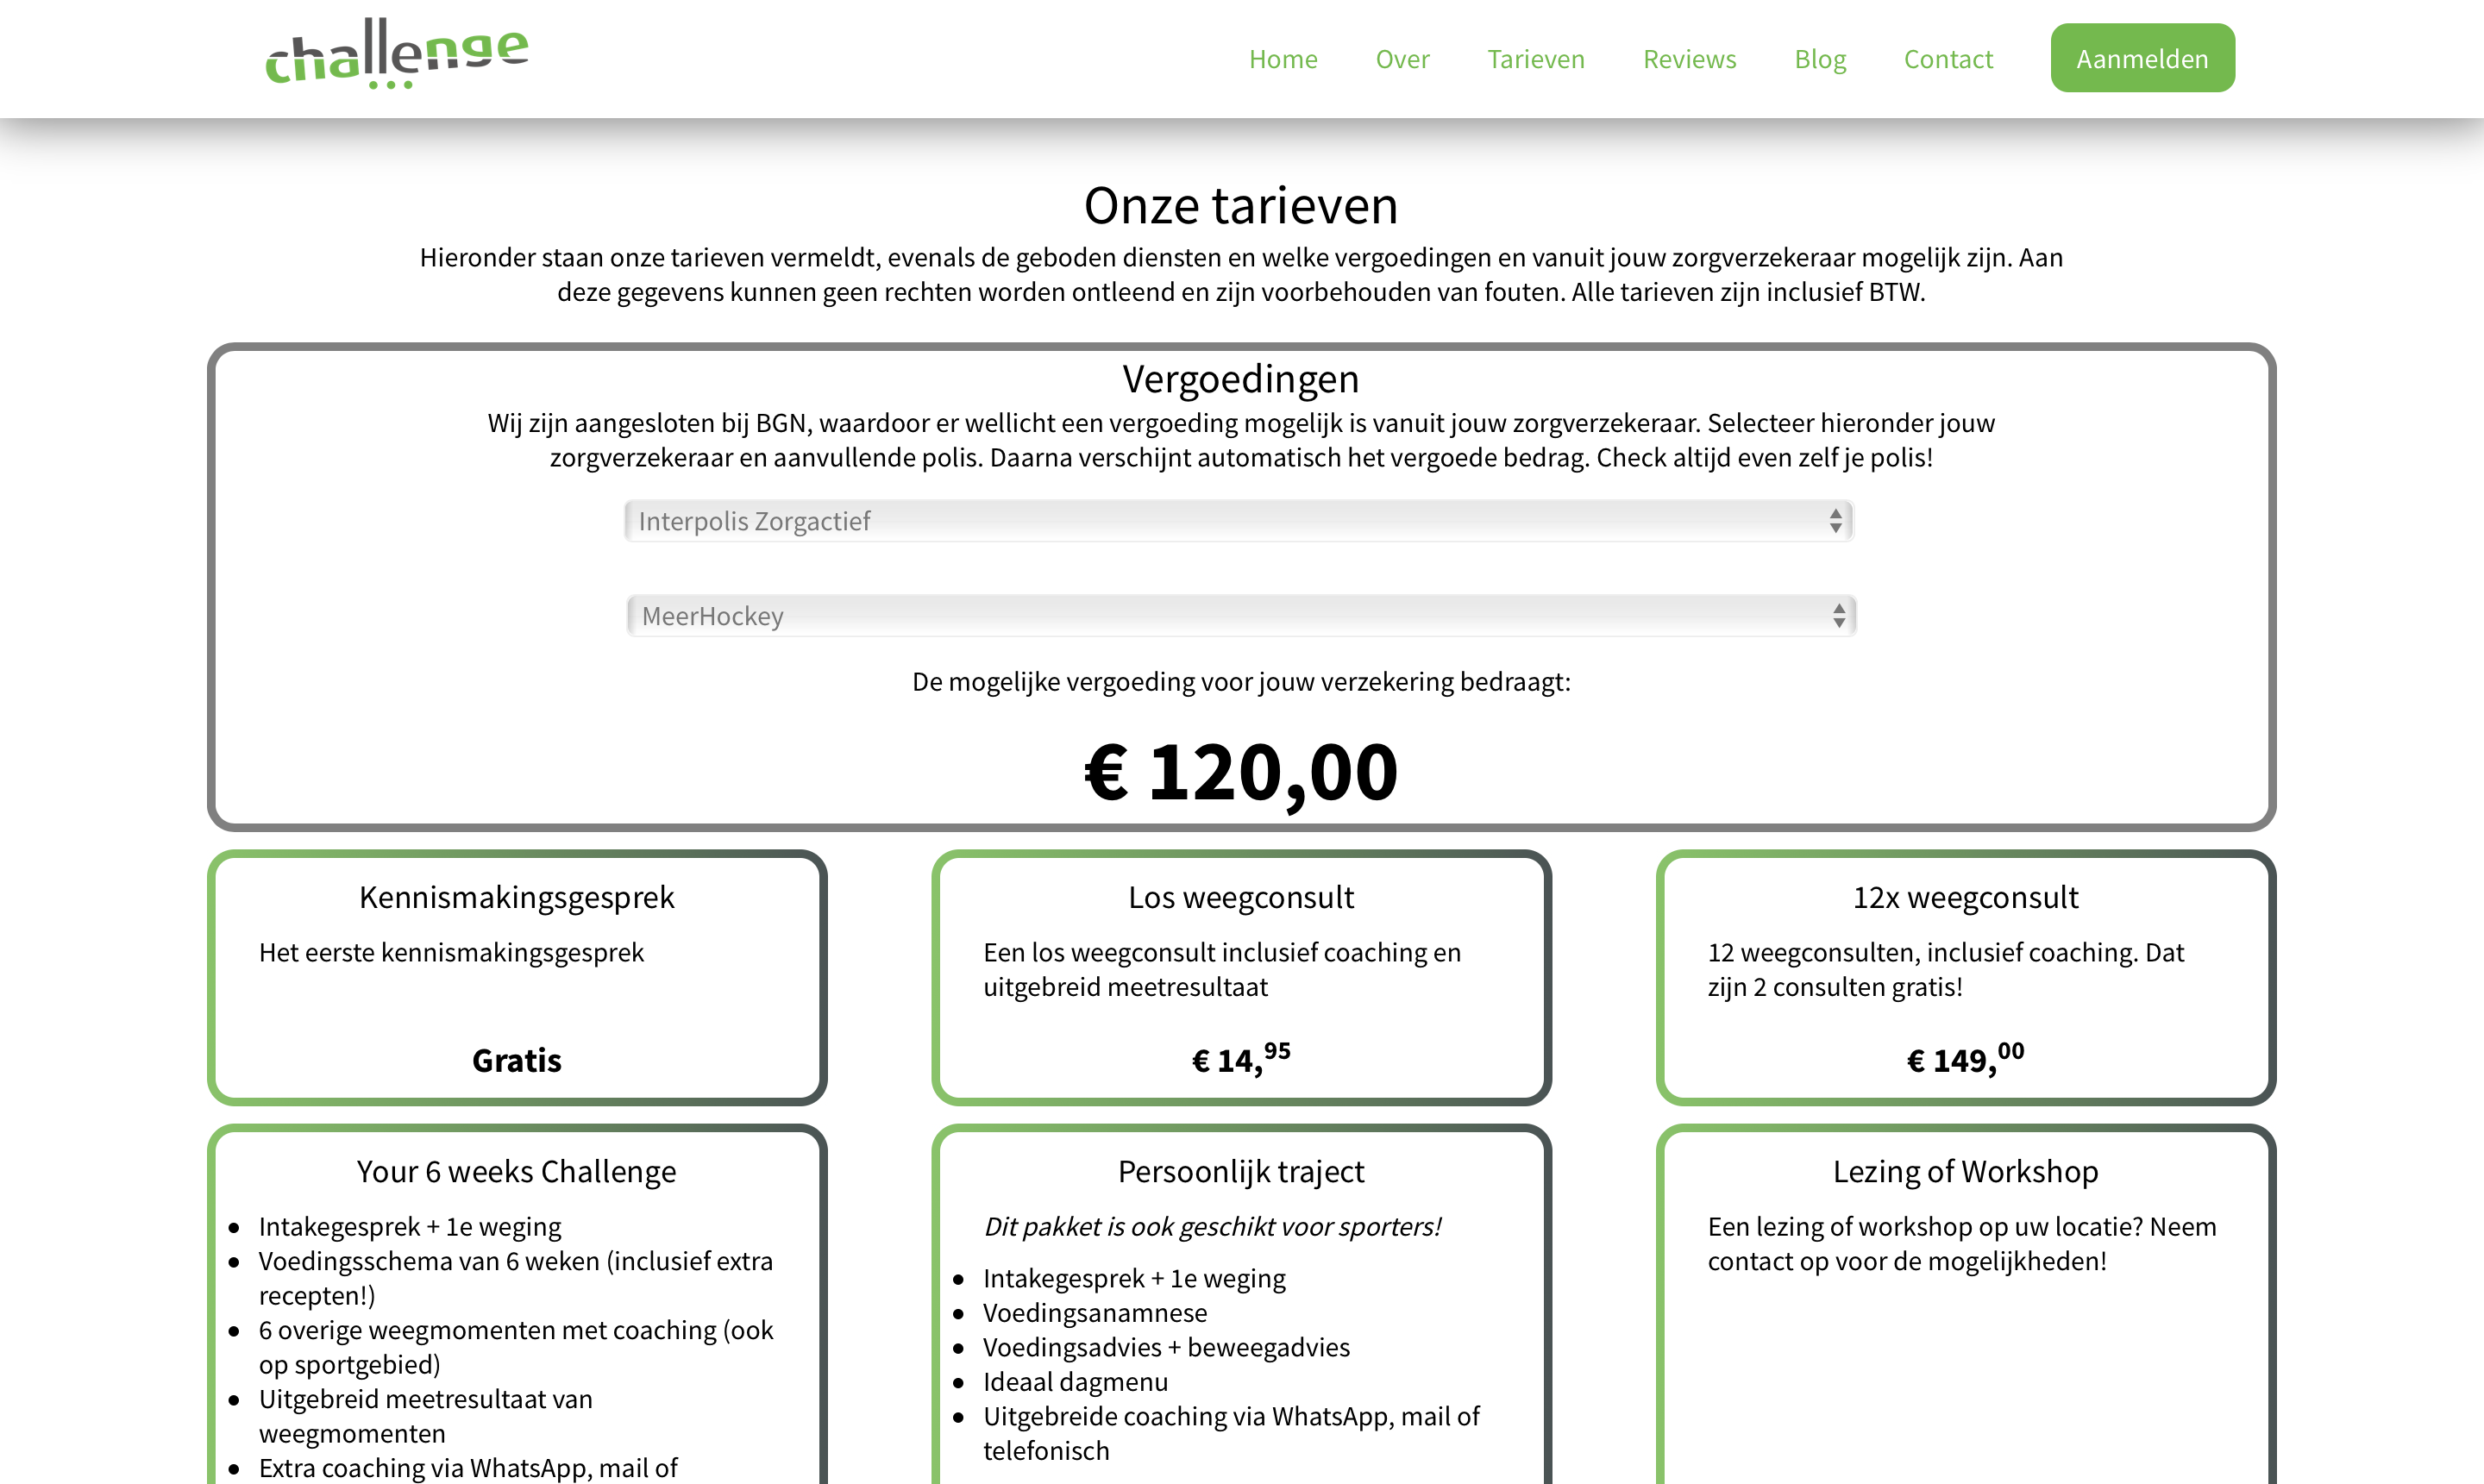 challenge
Home
Over
Tarieven
Reviews
Blog
Contact
Aanmelden
Onze tarieven
Hieronder staan onze tarieven vermeldt, evenals de geboden diensten en welke vergoedingen en vanuit jouw zorgverzekeraar mogelijk zijn. Aan
deze gegevens kunnen geen rechten worden ontleend en zijn voorbehouden van fouten. Alle tarieven zijn inclusief BTW.
Vergoedingen
Wij zijn aangesloten bij BGN, waardoor er wellicht een vergoeding mogelijk is vanuit jouw zorgverzekeraar. Selecteer hieronder jouw
zorgverzekeraar en aanvullende polis. Daarna verschijnt automatisch het vergoede bedrag. Check altijd even zelf je polis!
Interpolis Zorgactief
MeerHockey
De mogelijke vergoeding voor jouw verzekering bedraagt:
€ 120,00
Kennismakingsgesprek
Het eerste kennismakingsgesprek
Gratis
Los weegconsult
Een los weegconsult inclusief coaching en
uitgebreid meetresultaat
€ 14,95
12x weegconsult
12 weegconsulten, inclusief coaching. Dat
zijn 2 consulten gratis!
€ 149,00
Your 6 weeks Challenge
• Intakegesprek + 1e weging
• Voedingsschema van 6 weken (inclusief extra
recepten!)
• 6 overige weegmomenten met coaching (ook
op sportgebied)
• Uitgebreid meetresultaat van
weegmomenten
• Extra coaching via WhatsApp, mail of
Persoonlijk traject
Dit pakket is ook geschikt voor sporters!
• Intakegesprek + 1e weging
• Voedingsanamnese
• Voedingsadvies + beweegadvies
• Ideaal dagmenu
• Uitgebreide coaching via WhatsApp, mail of
telefonisch
Lezing of Workshop
Een lezing of workshop op uw locatie? Neem
contact op voor de mogelijkheden!